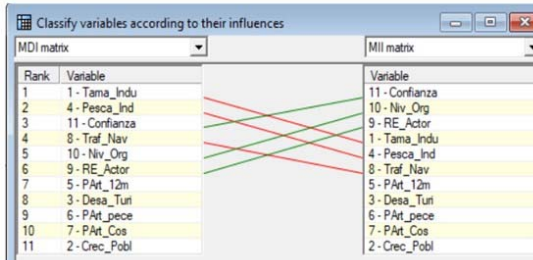 Classify variables according to their influences
MDI matrix
MII matrix
Rank Variable
1 1 - Tama_Indu
2 4 - Pesca_Ind
3 11 - Confianza
4 8 - Traf_Nav
5 10 - Niv_Org
6 9 - RE_Actor
7 5 - PArt_12m
8 3 - Desa_Turi
9 6 - PArt_pece
10 7 - PArt_Cos
11 2 - Crec_Pobl
Variable
11 - Confianza
10 - Niv_Org
9 - RE_Actor
1 - Tama_Indu
4 - Pesca_Ind
8 - Traf_Nav
5 - PArt_12m
3 - Desa_Turi
6 - PArt_pece
7 - PArt_Cos
2 - Crec_Pobl